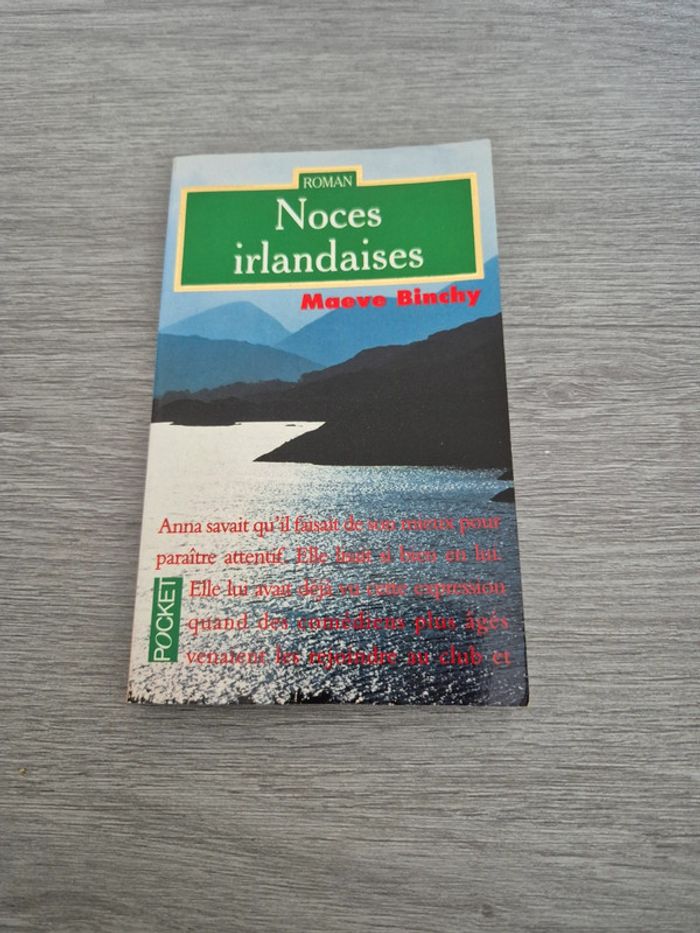 ROMAN
Noces
irlandaises
Maeve Binchy
Anna savait qu'il faisait de son mieux pour
paraître attentif. Elle lisait si bien en lui.
Elle lui avait déjà vu cette expression
quand des comédiens plus âgés
venaient les rejoindre au club et
POCKET